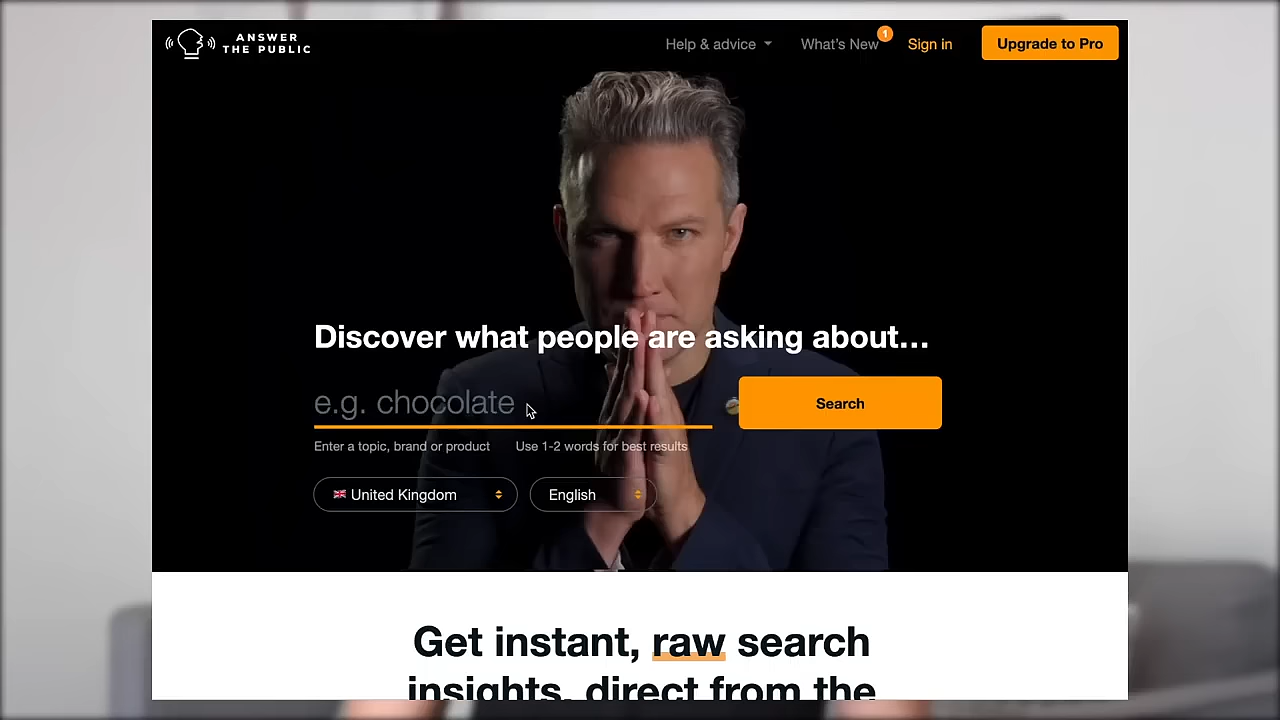 ANSWER
THE PUBLIC
Help & advice
What's New
1
Sign in
Upgrade to Pro
Discover what people are asking about...
e.g. chocolate
Search
Enter a topic, brand or product
Use 1-2 words for best results
United Kingdom
English
Get instant, raw search
insights, direct from the